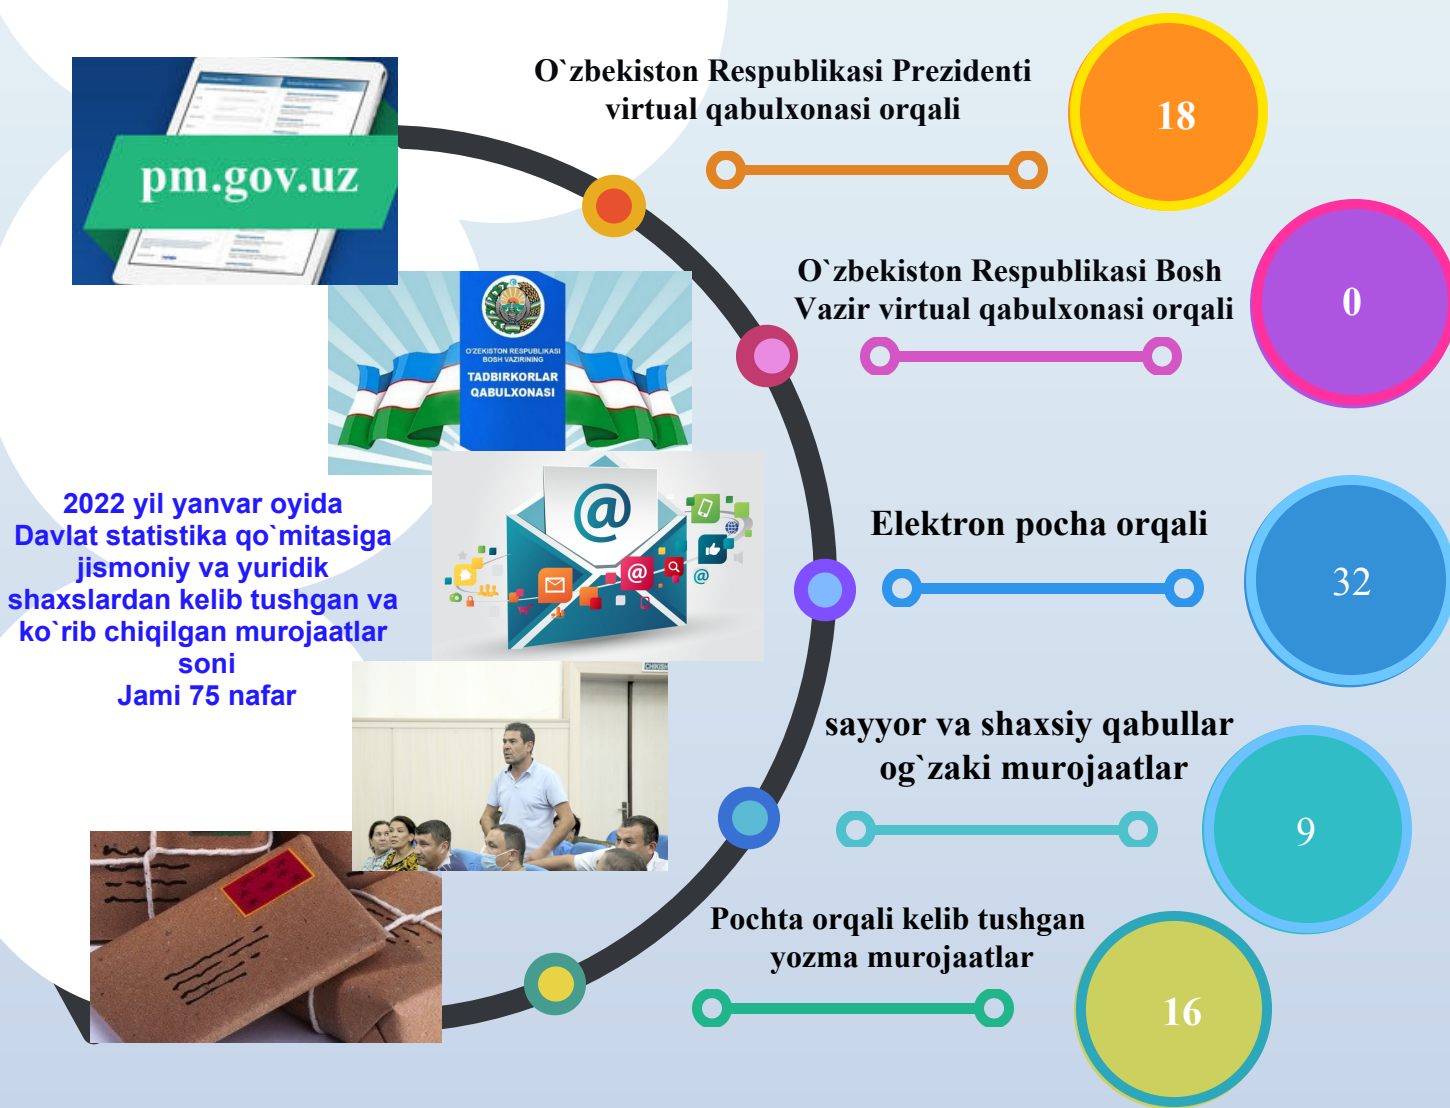 pm.gov.uz
O`zbekiston Respublikasi Prezidenti
virtual qabulxonasi orqali
18
O'ZEKISTON RESPUBLIKASI
BOSH VAZIRINING
TADBIRKORLAR
QABULXONASI
O`zbekiston Respublikasi Bosh
Vazir virtual qabulxonasi orqali
0
2022 yil yanvar oyida
Davlat statistika qo`mitasiga
jismoniy va yuridik
shaxslardan kelib tushgan va
ko`rib chiqilgan murojaatlar
soni
Jami 75 nafar
Elektron pocha orqali
32
sayyor va shaxsiy qabullar
og`zaki murojaatlar
9
Pochta orqali kelib tushgan
yozma murojaatlar
16